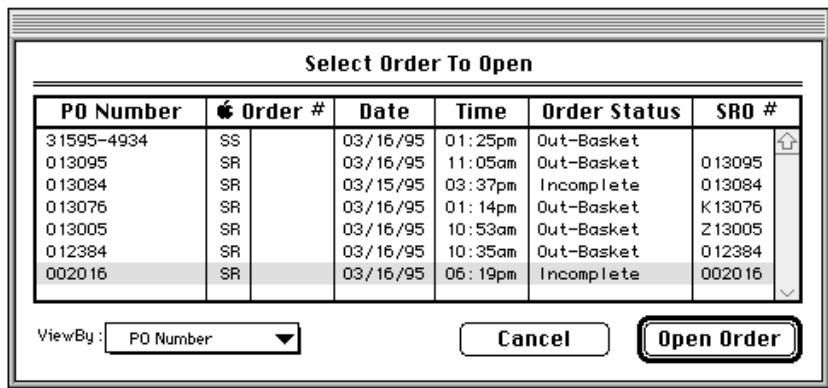 Select Order To Open
PO Number Order # Date Time Order Status SRO #
31595-4934 SS 03/16/95 01:25pm Out-Basket
013095 SR 03/16/95 11:05am Out-Basket 013095
013084 SR 03/15/95 03:37pm Incomplete 013084
013076 SR 03/16/95 01:14pm Out-Basket K13076
013005 SR 03/16/95 10:53am Out-Basket Z13005
012384 SR 03/16/95 10:35am Out-Basket 012384
002016 SR 03/16/95 06:19pm Incomplete 002016
ViewBy: PO Number Cancel Open Order